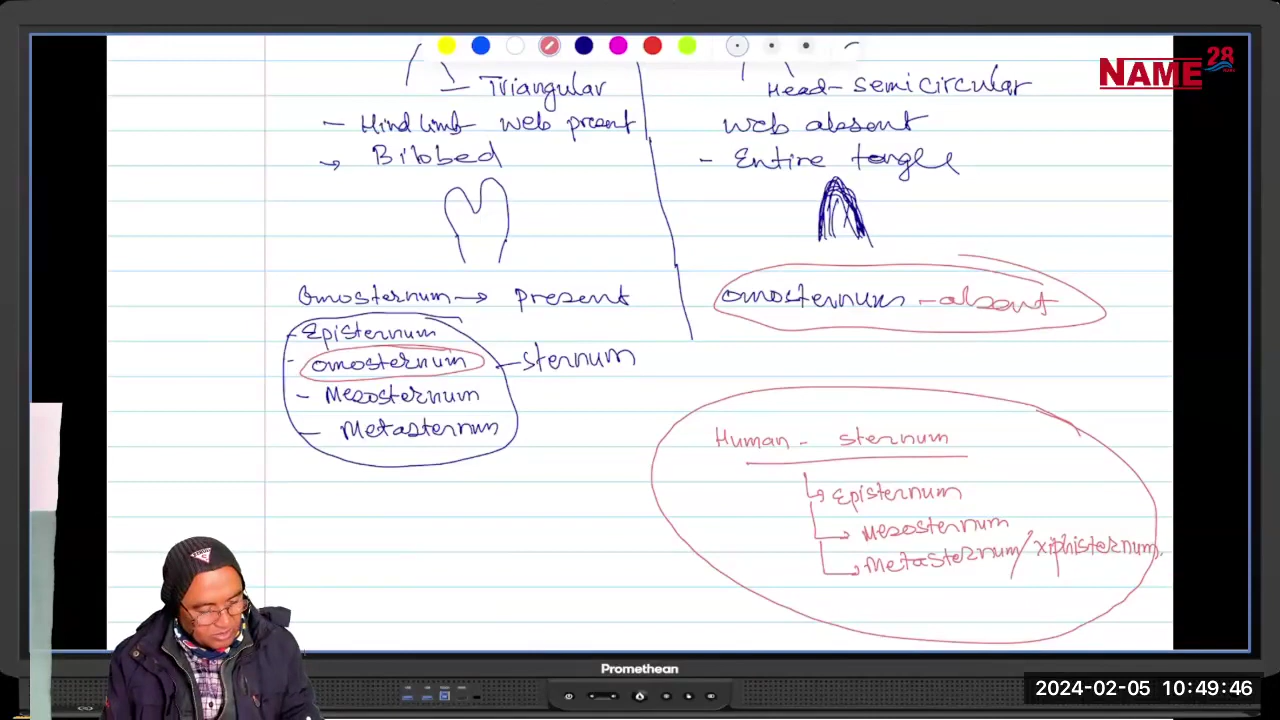 NAME 28
- Triangular
- Hind limb web present
→ Bilobed
Head - semicircular
web absent
- Entire tongue
Omosternum → present
- Episternum
- omosternum - sternum
- Mesosternum
- Metasternum
omosternum - absent
Human - sternum
Episternum
Mesosternum
Metasternum / xiphisternum.
Promethean
2024-02-05 10:49:46